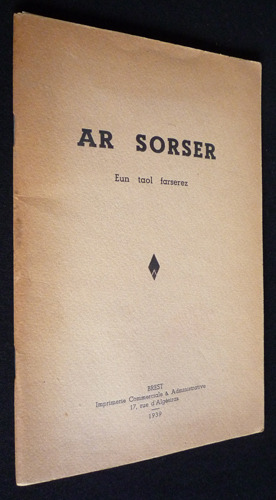 AR SORSER
Eun taol farserez
BREST
Imprimerie Commerciale & Administrative
17, rue d'Algésiras
1939